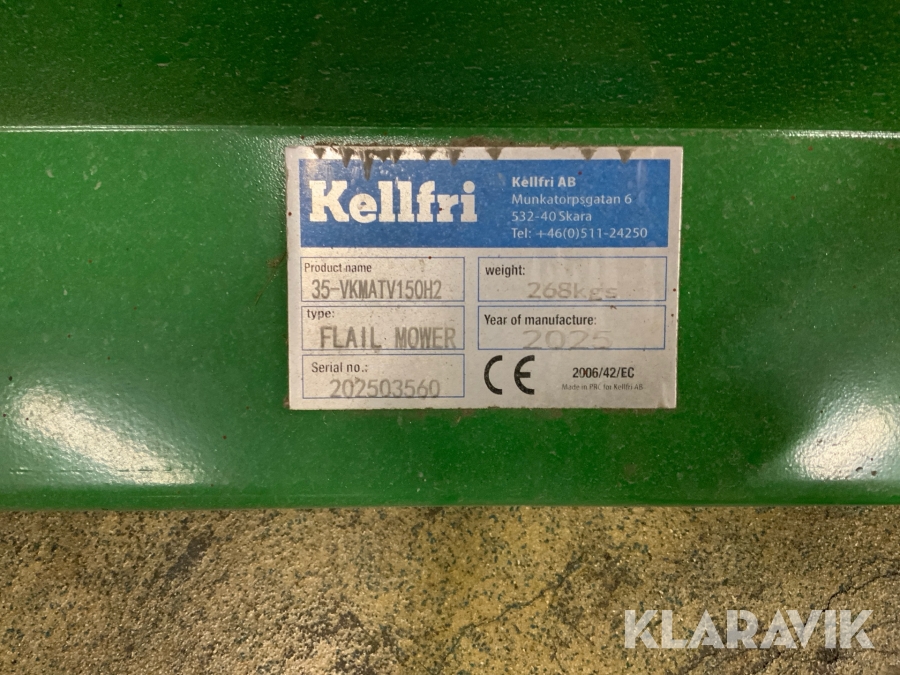 Kellfri
Kellfri AB
Munkatorpsgatan 6
532-40 Skara
Tel: +46(0)511-24250
Product name
35-VKMATV150H2
weight:
268kgs
type:
FLAIL MOWER
Year of manufacture:
2025
Serial no.:
202503560
CE
2006/42/EC
Made in PRC for Kellfri AB
KLARAVIK